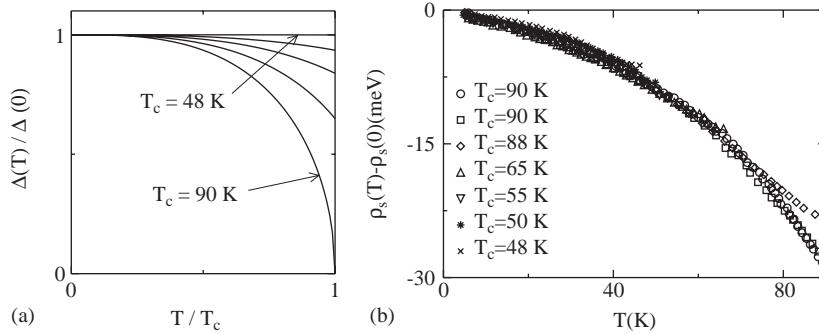 1
Δ(T) / Δ (0)
T_c = 48 K
T_c = 90 K
0
0
1
T / T_c
(a)
0
-15
-30
ρ_s(T)-ρ_s(0)(meV)
T_c=90 K
T_c=90 K
T_c=88 K
T_c=65 K
T_c=55 K
T_c=50 K
T_c=48 K
0
40
80
T(K)
(b)